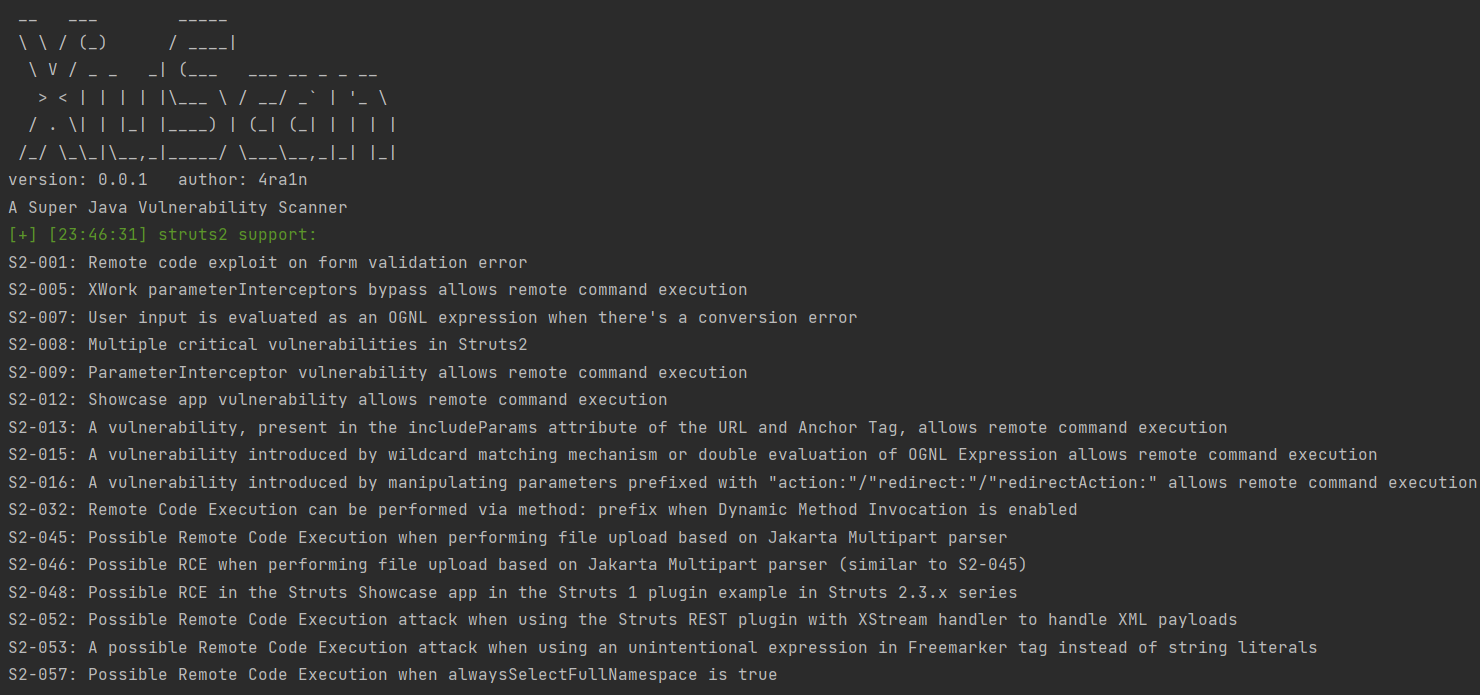 __   ___        _____
 \ \ / (_)      / ____|
  \ V / _ _   _| (___   ___ __ _ _ __
   > < | | | | |\___ \ / __/ _` | '_ \
  / . \| | |_| |____) | (_| (_| | | | |
 /_/ \_\_|\__,_|_____/ \___\__,_|_| |_|
version: 0.0.1   author: 4ra1n
A Super Java Vulnerability Scanner
[+] [23:46:31] struts2 support:
S2-001: Remote code exploit on form validation error
S2-005: XWork parameterInterceptors bypass allows remote command execution
S2-007: User input is evaluated as an OGNL expression when there's a conversion error
S2-008: Multiple critical vulnerabilities in Struts2
S2-009: ParameterInterceptor vulnerability allows remote command execution
S2-012: Showcase app vulnerability allows remote command execution
S2-013: A vulnerability, present in the includeParams attribute of the URL and Anchor Tag, allows remote command execution
S2-015: A vulnerability introduced by wildcard matching mechanism or double evaluation of OGNL Expression allows remote command execution
S2-016: A vulnerability introduced by manipulating parameters prefixed with "action:"/"redirect:"/"redirectAction:" allows remote command execution
S2-032: Remote Code Execution can be performed via method: prefix when Dynamic Method Invocation is enabled
S2-045: Possible Remote Code Execution when performing file upload based on Jakarta Multipart parser
S2-046: Possible RCE when performing file upload based on Jakarta Multipart parser (similar to S2-045)
S2-048: Possible RCE in the Struts Showcase app in the Struts 1 plugin example in Struts 2.3.x series
S2-052: Possible Remote Code Execution attack when using the Struts REST plugin with XStream handler to handle XML payloads
S2-053: A possible Remote Code Execution attack when using an unintentional expression in Freemarker tag instead of string literals
S2-057: Possible Remote Code Execution when alwaysSelectFullNamespace is true